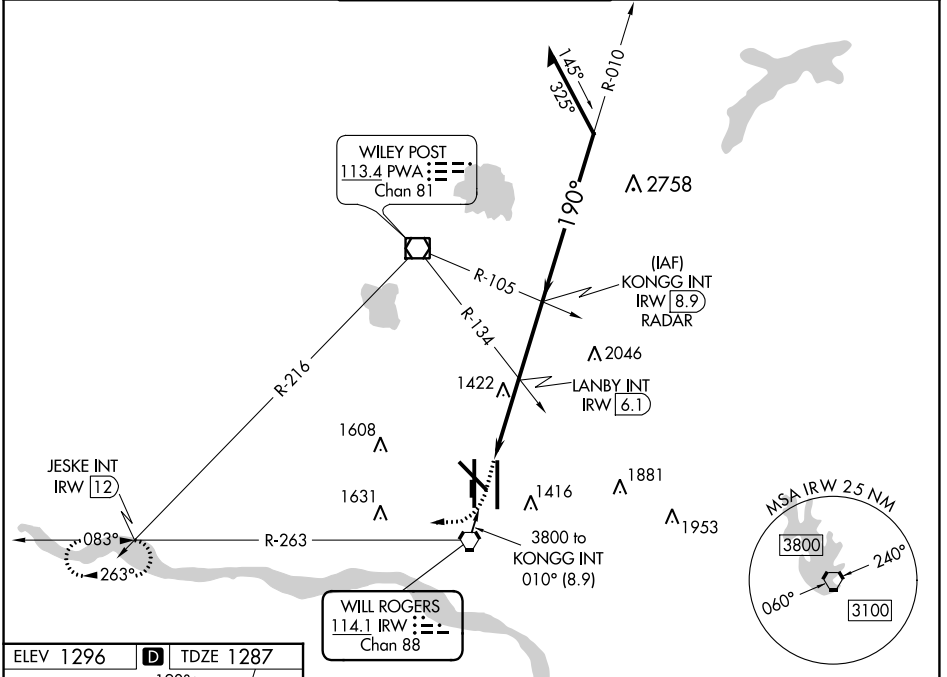 R-010
145°
325°
WILEY POST
113.4 PWA
Chan 81
190°
2758
(IAF)
KONGG INT
IRW 8.9
RADAR
R-105
R-134
2046
R-216
1422
LANBY INT
IRW 6.1
1608
JESKE INT
IRW 12
1631
1416
1881
1953
MSA IRW 25 NM
3800
240°
060°
3100
083°
R-263
263°
3800 to
KONGG INT
010° (8.9)
WILL ROGERS
114.1 IRW
Chan 88
ELEV 1296 D TDZE 1287